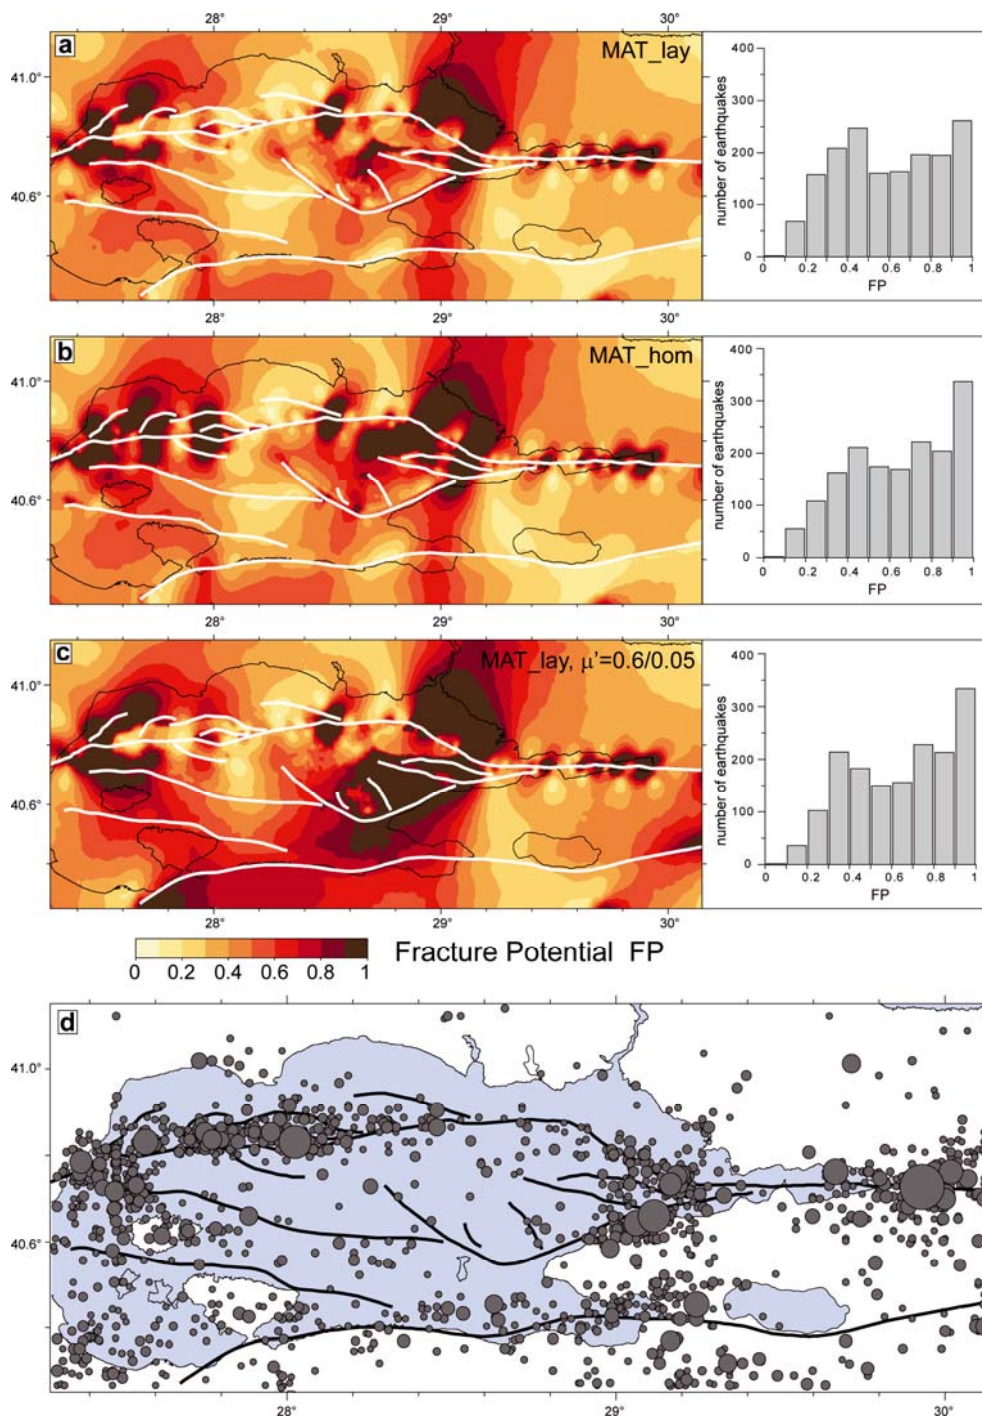 28° 29° 30°
a
MAT_lay
41.0°
40.6°
400
300
200
100
0
number of earthquakes
0 0.2 0.4 0.6 0.8 1
FP
28° 29° 30°
b
MAT_hom
41.0°
40.6°
400
300
200
100
0
number of earthquakes
0 0.2 0.4 0.6 0.8 1
FP
28° 29° 30°
c
MAT_lay, μ'=0.6/0.05
41.0°
40.6°
400
300
200
100
0
number of earthquakes
0 0.2 0.4 0.6 0.8 1
FP
28° 29° 30°
0 0.2 0.4 0.6 0.8 1
Fracture Potential FP
d
41.0°
40.6°
28° 29° 30°